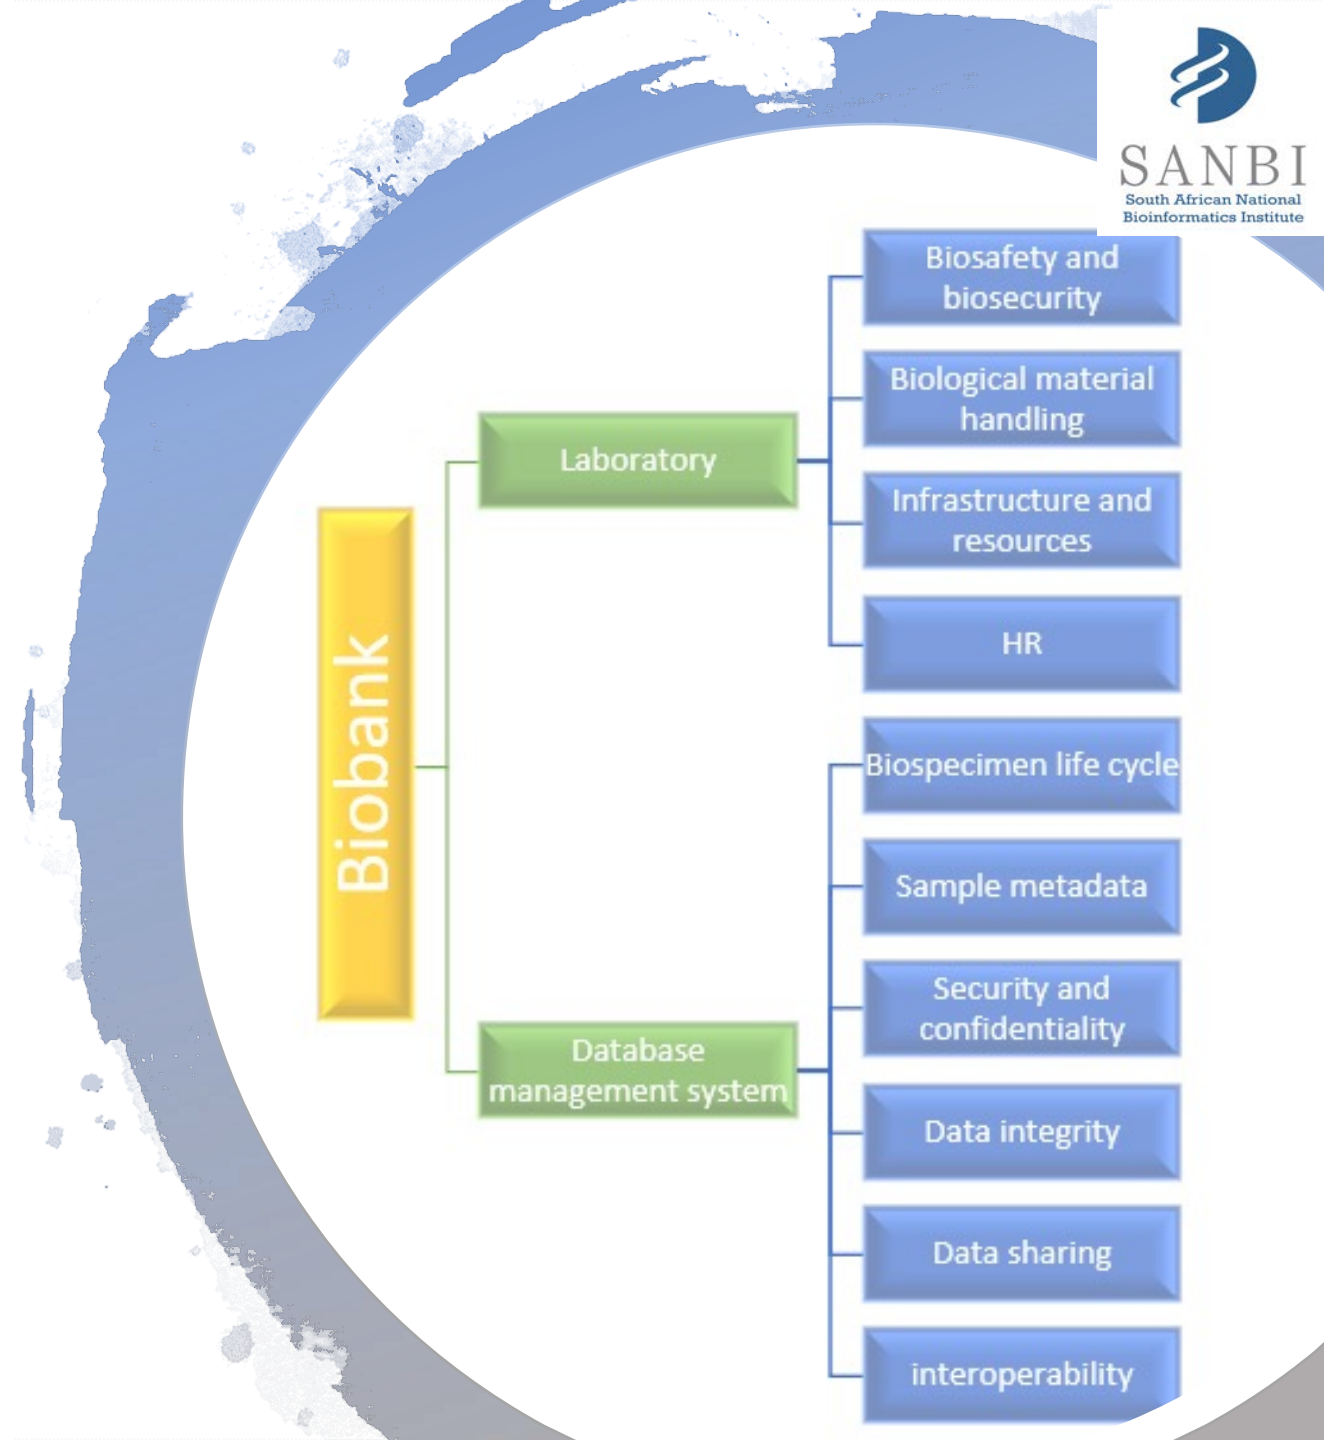 SANBI
South African National
Bioinformatics Institute
Biobank
Laboratory
Biosafety and
biosecurity
Biological material
handling
Infrastructure and
resources
HR
Database
management system
Biospecimen life cycle
Sample metadata
Security and
confidentiality
Data integrity
Data sharing
interoperability